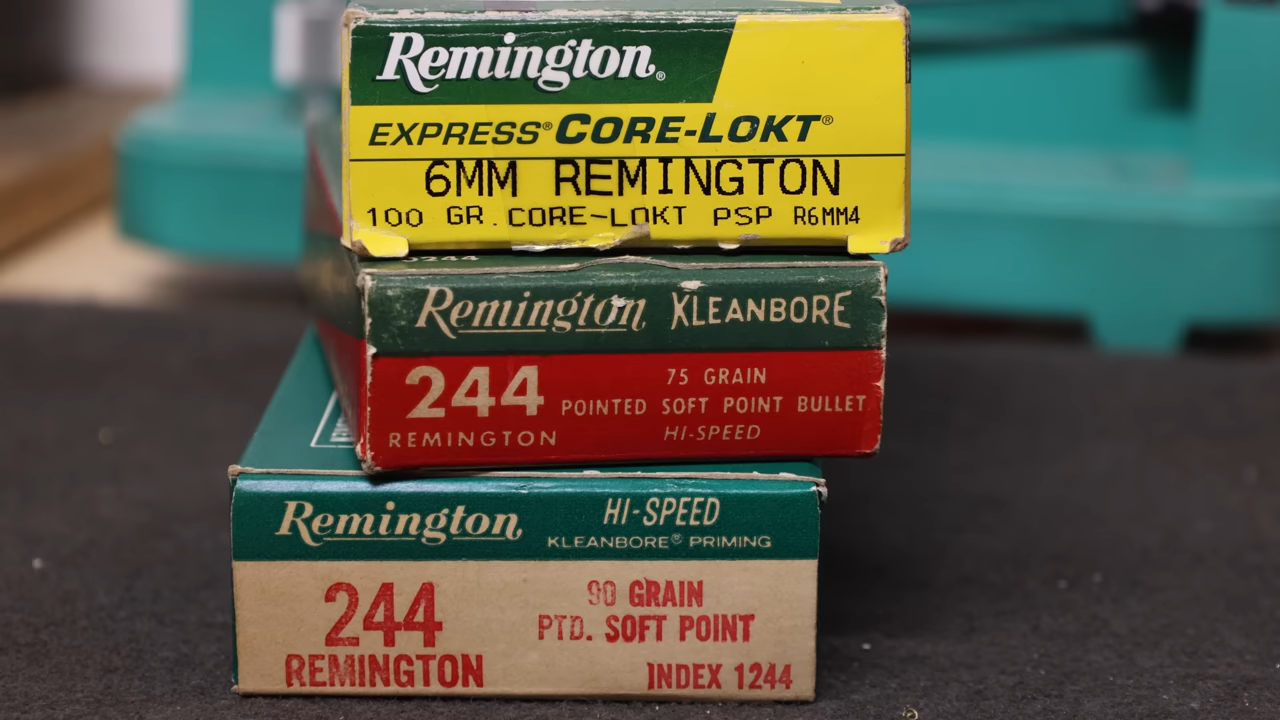 Remington®
EXPRESS® CORE-LOKT®
6MM REMINGTON
100 GR. CORE-LOKT PSP R6MM4
244
Remington KLEANBORE
244 75 GRAIN
POINTED SOFT POINT BULLET
REMINGTON HI-SPEED
Remington HI-SPEED
KLEANBORE® PRIMING
244 90 GRAIN
PTD. SOFT POINT
REMINGTON INDEX 1244